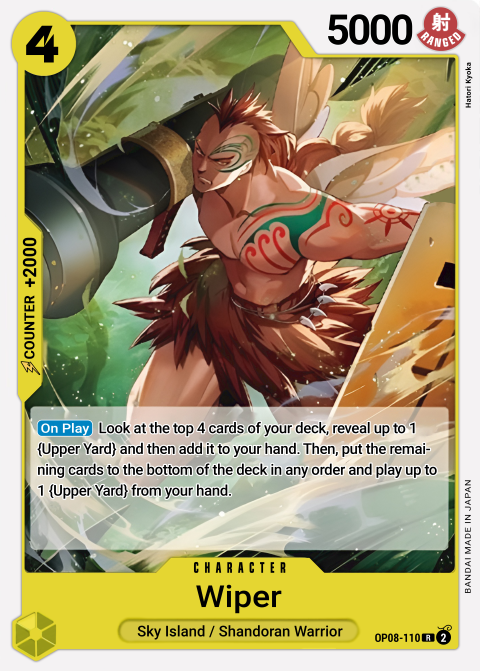 4
5000
射
RANGED
Hatori Kyoka
COUNTER +2000
On Play Look at the top 4 cards of your deck, reveal up to 1
{Upper Yard} and then add it to your hand. Then, put the remai-
ning cards to the bottom of the deck in any order and play up to
1 {Upper Yard} from your hand.
BANDAI MADE IN JAPAN
CHARACTER
Wiper
Sky Island / Shandoran Warrior
OP08-110 R 2